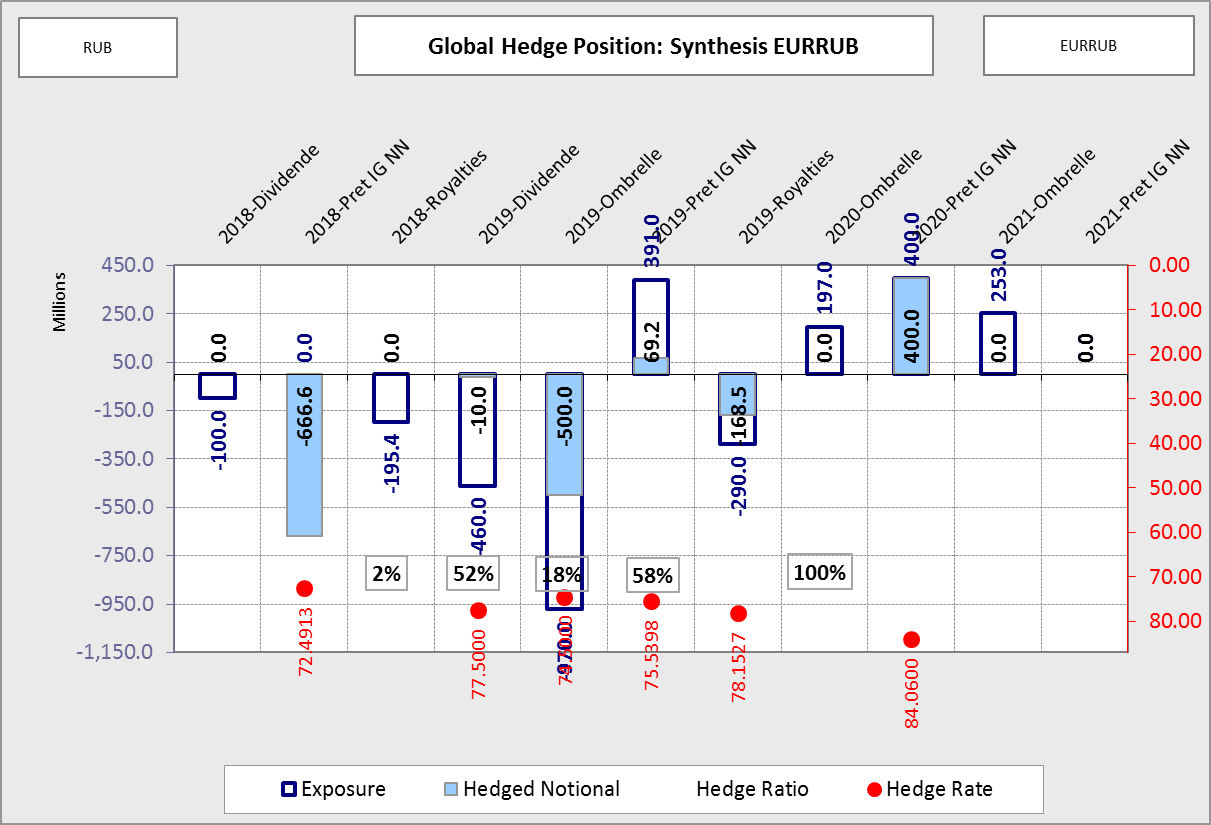 RUB
Global Hedge Position: Synthesis EURRUB
EURRUB
2018-Dividende
2018-Pret IG NN
2018-Royalties
2019-Dividende
2019-Ombrelle
2019-Pret IG NN
2019-Royalties
2020-Ombrelle
2020-Pret IG NN
2021-Ombrelle
2021-Pret IG NN
Millions
450.0
250.0
50.0
-150.0
-350.0
-550.0
-750.0
-950.0
-1,150.0
0.00
10.00
20.00
30.00
40.00
50.00
60.00
70.00
80.00
0.0
-100.0
0.0
-666.6
0.0
-195.4
-10.0
-460.0
-500.0
-970.0
391.0
69.2
-168.5
-290.0
197.0
0.0
400.0
400.0
253.0
0.0
0.0
2%
52%
18%
58%
100%
72.4913
77.5000
75.5398
78.1527
84.0600
Exposure
Hedged Notional
Hedge Ratio
Hedge Rate